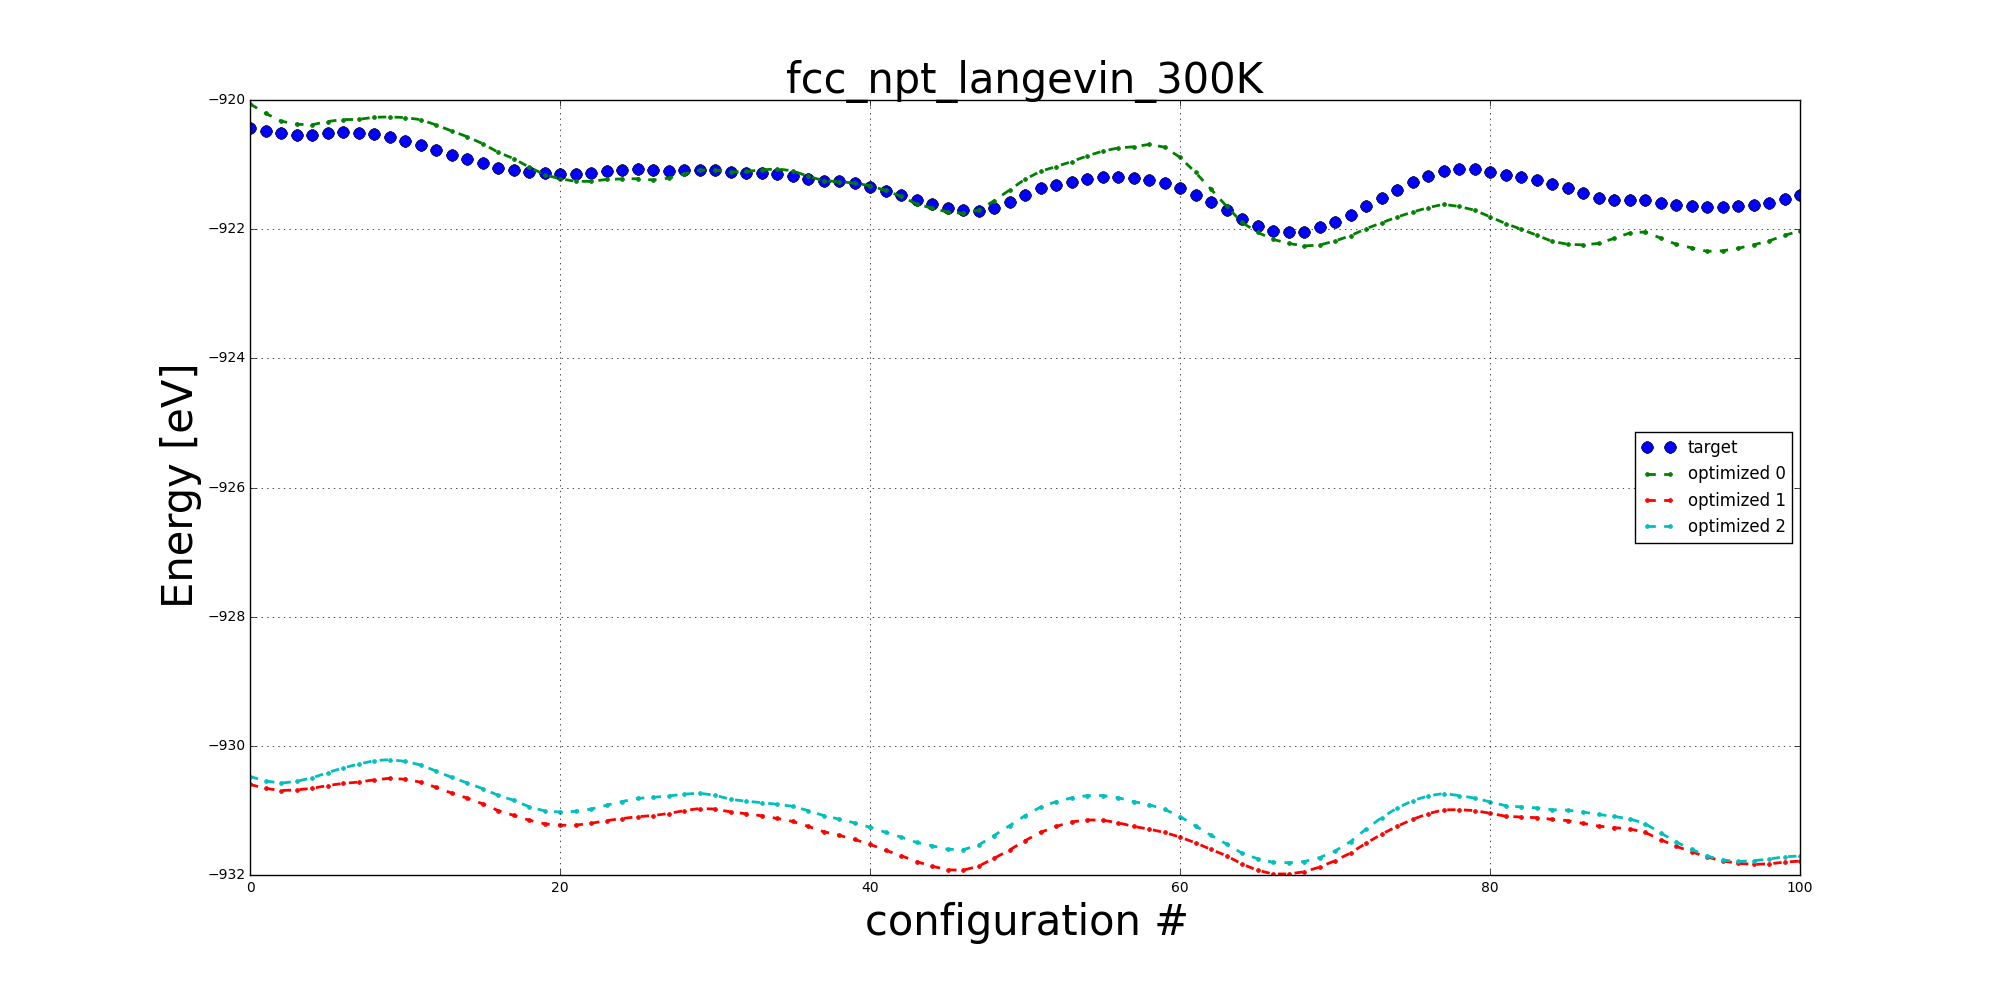 fcc_npt_langevin_300K
Energy [eV]
−920
−922
−924
−926
−928
−930
−932
target
optimized 0
optimized 1
optimized 2
0
20
40
60
80
100
configuration #